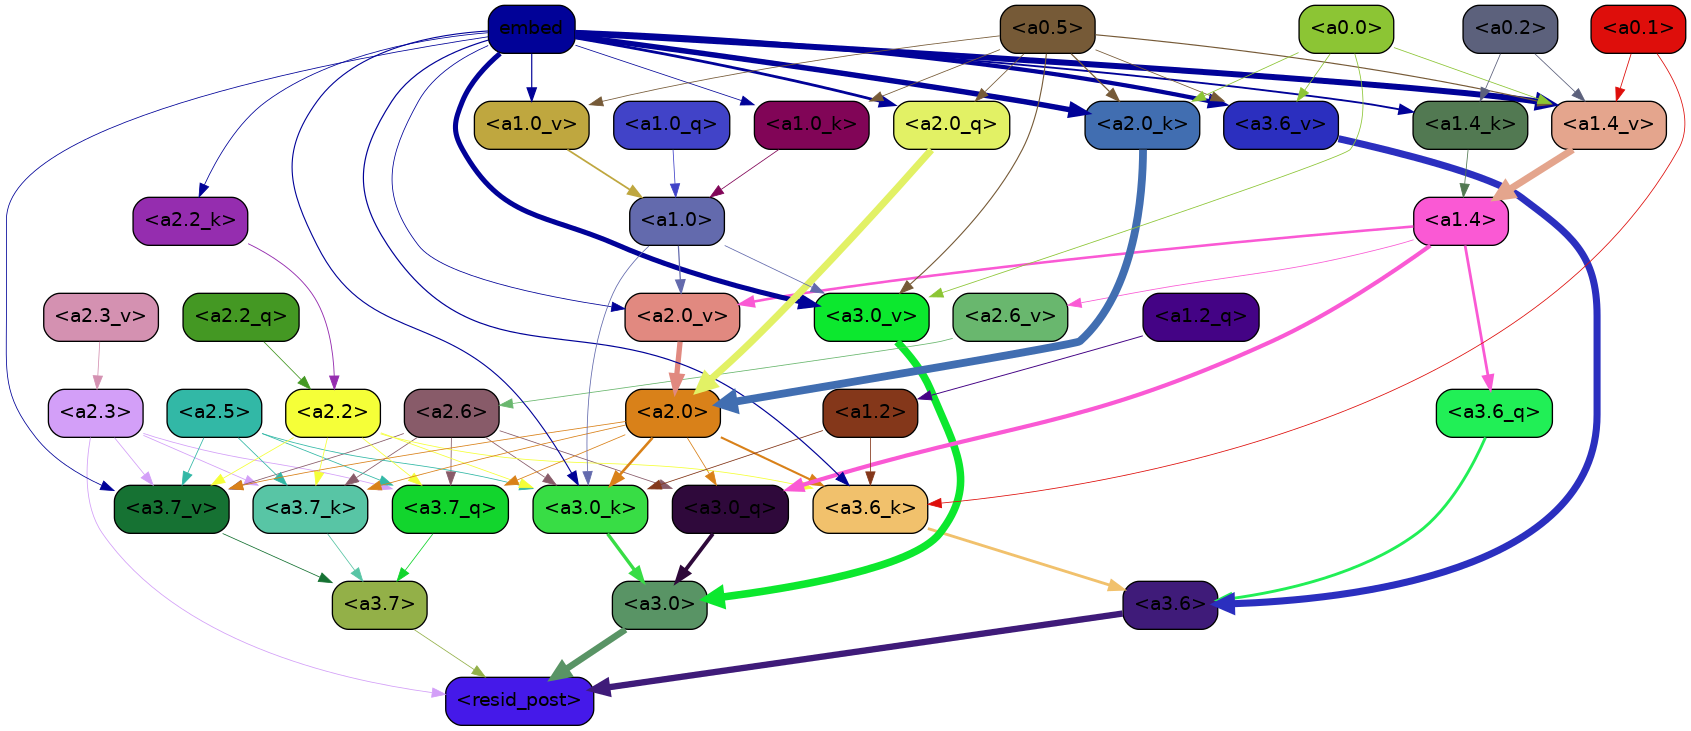 embed
<a0.5>
<a0.0>
<a0.2>
<a0.1>
<a1.0_v>
<a1.0_q>
<a1.0_k>
<a2.0_q>
<a2.0_k>
<a3.6_v>
<a1.4_k>
<a1.4_v>
<a2.2_k>
<a1.0>
<a1.4>
<a2.3_v>
<a2.2_q>
<a2.0_v>
<a3.0_v>
<a2.6_v>
<a1.2_q>
<a2.3>
<a2.5>
<a2.2>
<a2.6>
<a2.0>
<a1.2>
<a3.6_q>
<a3.7_v>
<a3.7_k>
<a3.7_q>
<a3.0_k>
<a3.0_q>
<a3.6_k>
<a3.7>
<a3.0>
<a3.6>
<resid_post>